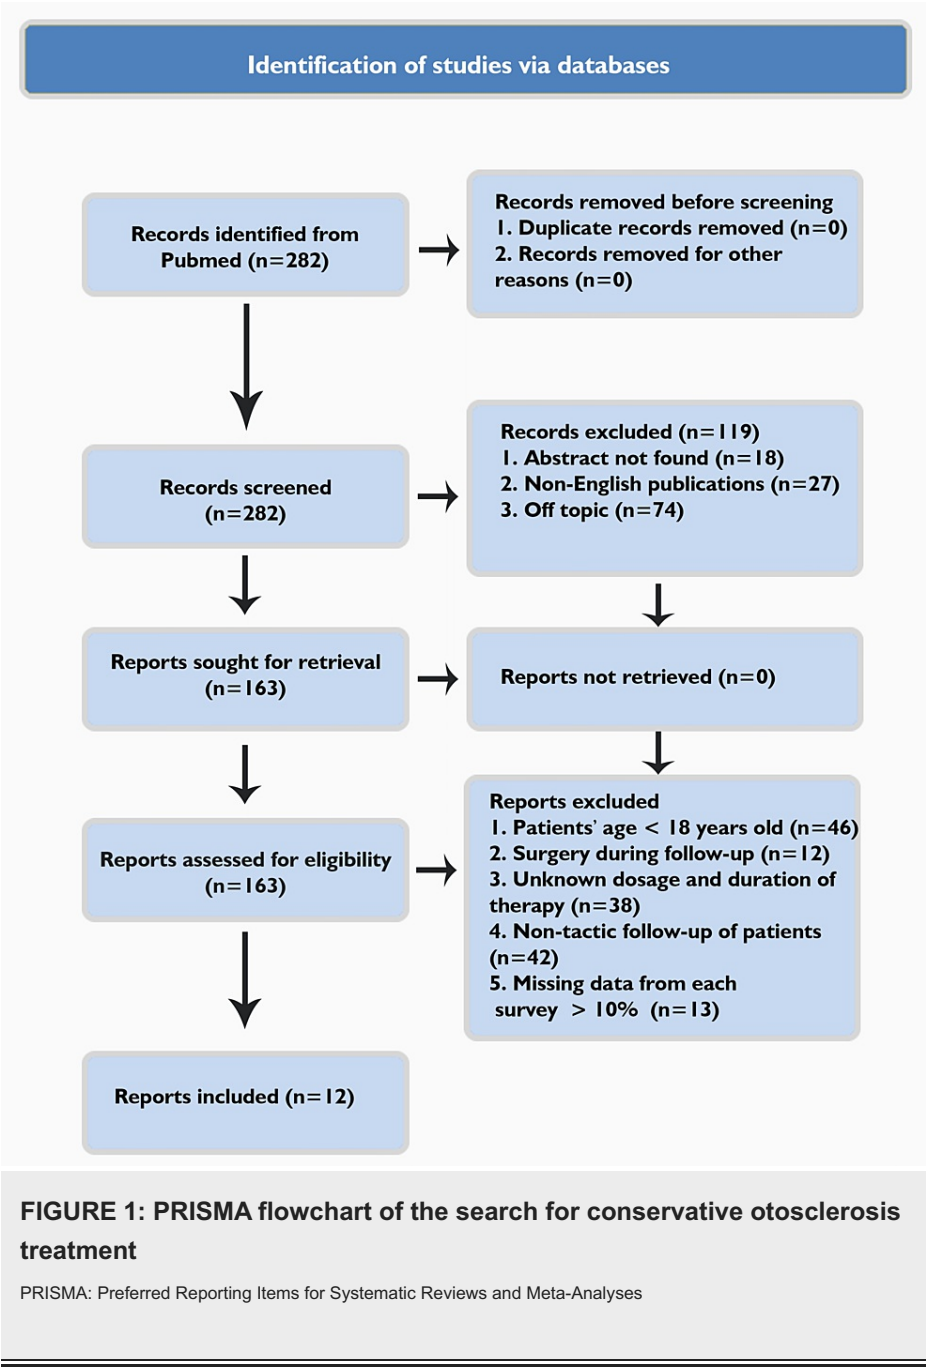 Identification of studies via databases
Records identified from
Pubmed (n=282)
Records removed before screening
1. Duplicate records removed (n=0)
2. Records removed for other
reasons (n=0)
Records screened
(n=282)
Records excluded (n=119)
1. Abstract not found (n=18)
2. Non-English publications (n=27)
3. Off topic (n=74)
Reports sought for retrieval
(n=163)
Reports not retrieved (n=0)
Reports assessed for eligibility
(n=163)
Reports excluded
1. Patients’ age < 18 years old (n=46)
2. Surgery during follow-up (n=12)
3. Unknown dosage and duration of
therapy (n=38)
4. Non-tactic follow-up of patients
(n=42)
5. Missing data from each
survey > 10% (n=13)
Reports included (n=12)
FIGURE 1: PRISMA flowchart of the search for conservative otosclerosis
treatment
PRISMA: Preferred Reporting Items for Systematic Reviews and Meta-Analyses